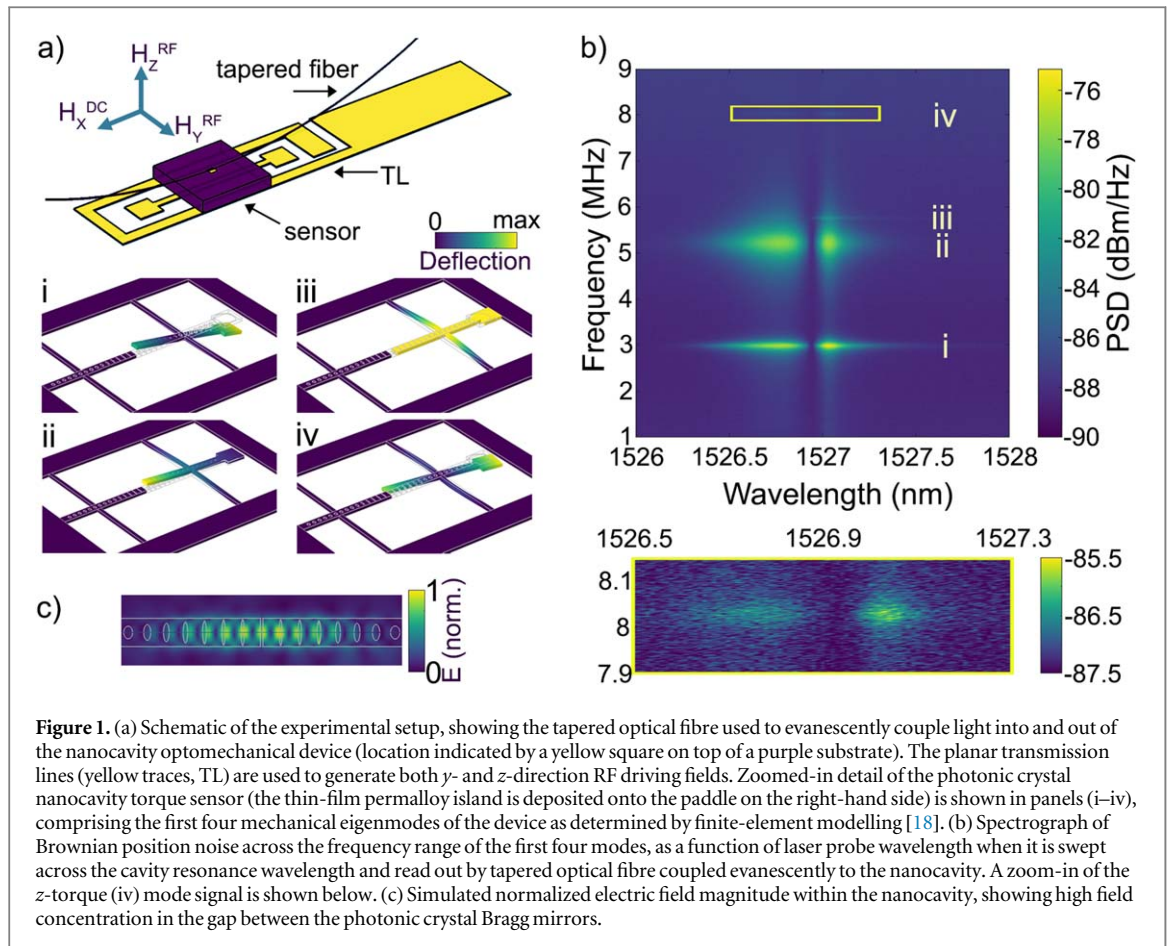 a)
H_Z^RF
H_X^DC
H_Y^RF
tapered fiber
TL
sensor
0 max
Deflection
i
iii
ii
iv
c)
1
0
E (norm.)
b)
9
8
7
6
5
4
3
2
1
Frequency (MHz)
iv
iii
ii
i
1526 1526.5 1527 1527.5 1528
Wavelength (nm)
-76
-78
-80
-82
-84
-86
-88
-90
PSD (dBm/Hz)
1526.5 1526.9 1527.3
8.1
8
7.9
-85.5
-86.5
-87.5
Figure 1. (a) Schematic of the experimental setup, showing the tapered optical fibre used to evanescently couple light into and out of
the nanocavity optomechanical device (location indicated by a yellow square on top of a purple substrate). The planar transmission
lines (yellow traces, TL) are used to generate both y- and z-direction RF driving fields. Zoomed-in detail of the photonic crystal
nanocavity torque sensor (the thin-film permalloy island is deposited onto the paddle on the right-hand side) is shown in panels (i–iv),
comprising the first four mechanical eigenmodes of the device as determined by finite-element modelling [18]. (b) Spectrograph of
Brownian position noise across the frequency range of the first four modes, as a function of laser probe wavelength when it is swept
across the cavity resonance wavelength and read out by tapered optical fibre coupled evanescently to the nanocavity. A zoom-in of the
z-torque (iv) mode signal is shown below. (c) Simulated normalized electric field magnitude within the nanocavity, showing high field
concentration in the gap between the photonic crystal Bragg mirrors.